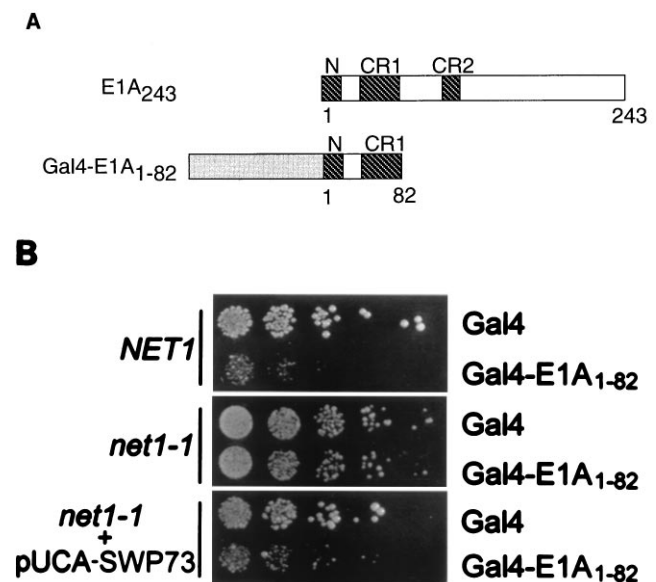 A
N CR1 CR2
E1A243
1 243
N CR1
Gal4-E1A1-82
1 82
B
NET1
Gal4
Gal4-E1A1-82
net1-1
Gal4
Gal4-E1A1-82
net1-1
+
pUCA-SWP73
Gal4
Gal4-E1A1-82